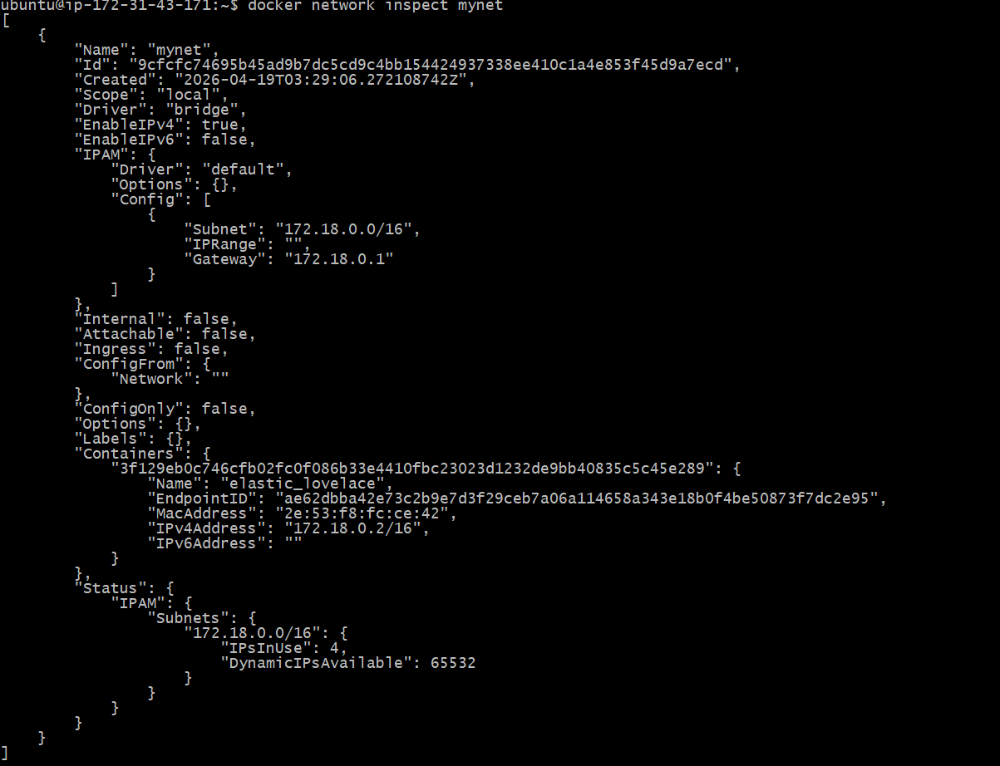 ubuntu@ip-172-31-43-171:~$ docker network inspect mynet
[
    {
        "Name": "mynet",
        "Id": "9cfcfc74695b45ad9b7dc5cd9c4bb154424937338ee410c1a4e853f45d9a7ecd",
        "Created": "2026-04-19T03:29:06.272108742Z",
        "Scope": "local",
        "Driver": "bridge",
        "EnableIPv4": true,
        "EnableIPv6": false,
        "IPAM": {
            "Driver": "default",
            "Options": {},
            "Config": [
                {
                    "Subnet": "172.18.0.0/16",
                    "IPRange": "",
                    "Gateway": "172.18.0.1"
                }
            ]
        },
        "Internal": false,
        "Attachable": false,
        "Ingress": false,
        "ConfigFrom": {
            "Network": ""
        },
        "ConfigOnly": false,
        "Options": {},
        "Labels": {},
        "Containers": {
            "3f129eb0c746cfb02fc0f086b33e4410fbc23023d1232de9bb40835c5c45e289": {
                "Name": "elastic_lovelace",
                "EndpointID": "ae62dbba42e73c2b9e7d3f29ceb7a06a114658a343e18b0f4be50873f7dc2e95",
                "MacAddress": "2e:53:f8:fc:ce:42",
                "IPv4Address": "172.18.0.2/16",
                "IPv6Address": ""
            }
        },
        "Status": {
            "IPAM": {
                "Subnets": {
                    "172.18.0.0/16": {
                        "IPsInUse": 4,
                        "DynamicIPsAvailable": 65532
                    }
                }
            }
        }
    }
]